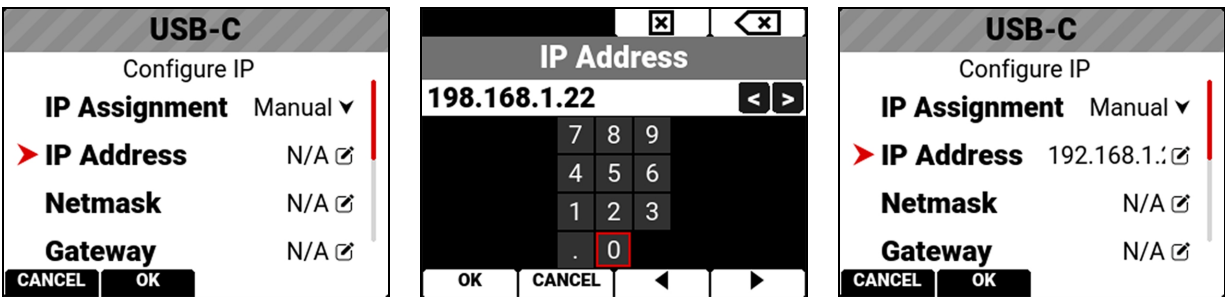 USB-C
Configure IP
IP Assignment Manual
IP Address N/A
Netmask N/A
Gateway N/A
CANCEL OK
IP Address
198.168.1.22
< >
7 8 9
4 5 6
1 2 3
. 0
OK CANCEL
USB-C
Configure IP
IP Assignment Manual
IP Address 192.168.1.
Netmask N/A
Gateway N/A
CANCEL OK